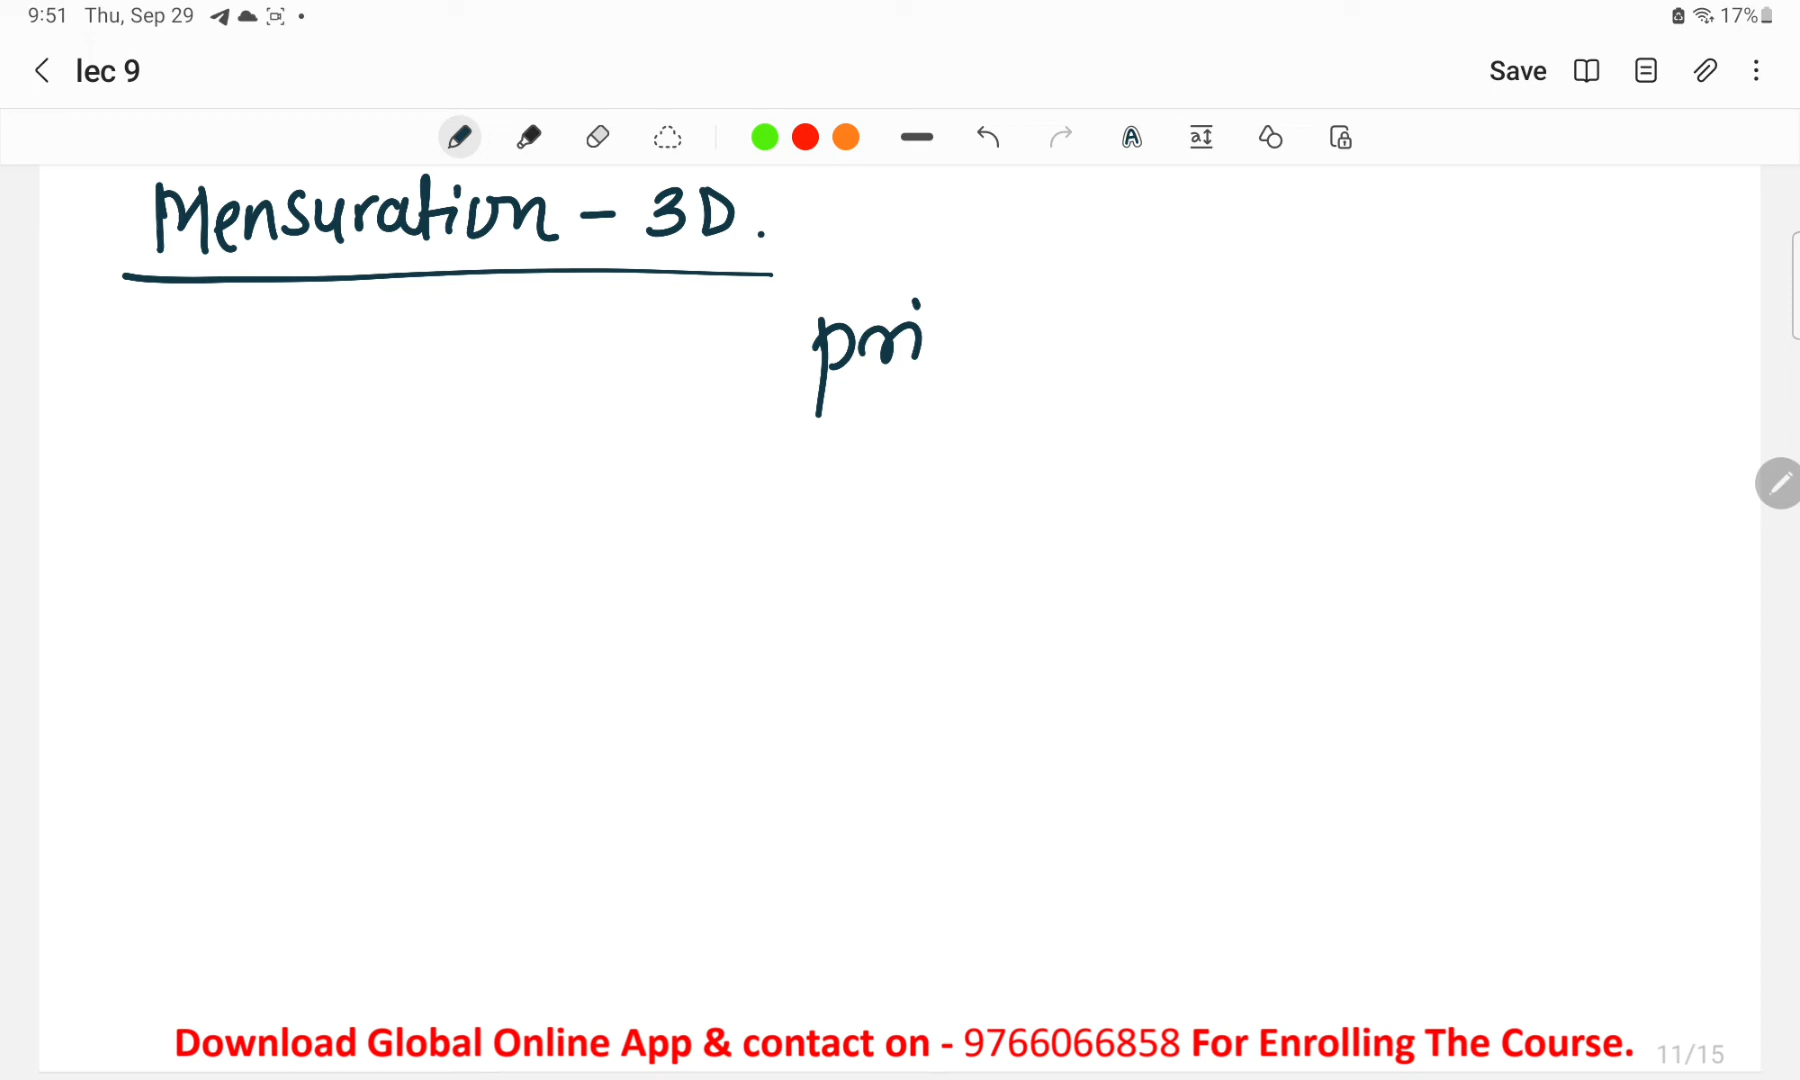 9:51 Thu, Sep 29 17%
lec 9 Save
Mensuration - 3D.
pri
Download Global Online App & contact on - 9766066858 For Enrolling The Course. 11/15